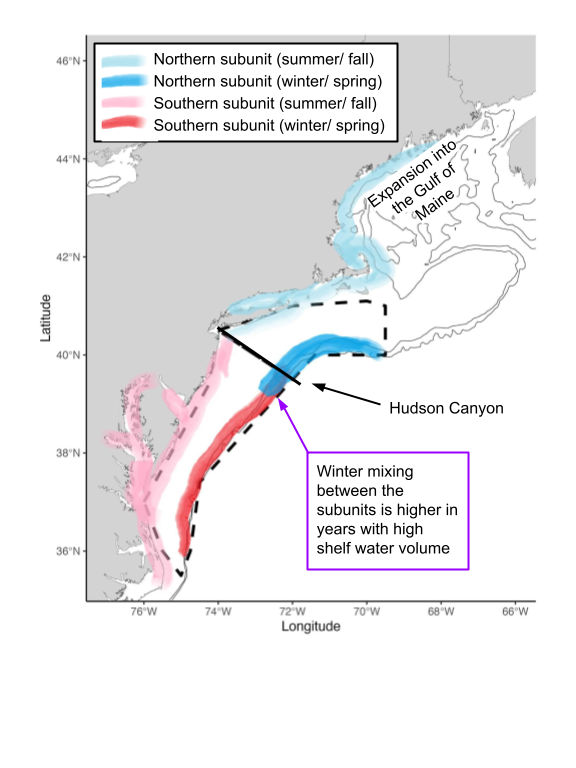 Northern subunit (summer/ fall)
Northern subunit (winter/ spring)
Southern subunit (summer/ fall)
Southern subunit (winter/ spring)
46°N
44°N
42°N
40°N
38°N
36°N
Latitude
Expansion into
the Gulf of
Maine
Hudson Canyon
Winter mixing
between the
subunits is higher in
years with high
shelf water volume
76°W
74°W
72°W
70°W
68°W
66°W
Longitude